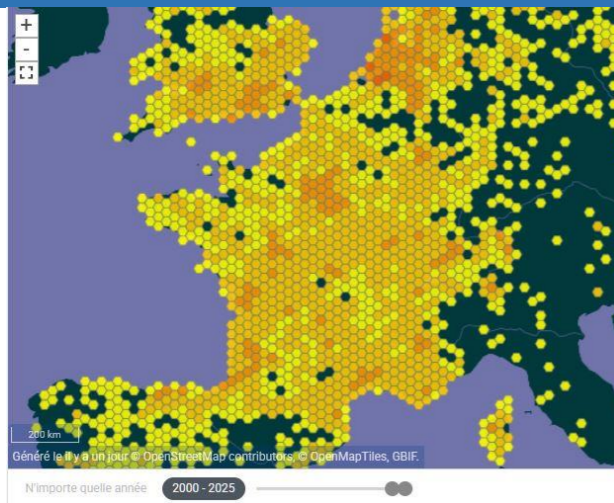 +
-
200 km
Généré le il y a un jour © OpenStreetMap contributors, © OpenMapTiles, GBIF.
N'importe quelle année 2000 - 2025